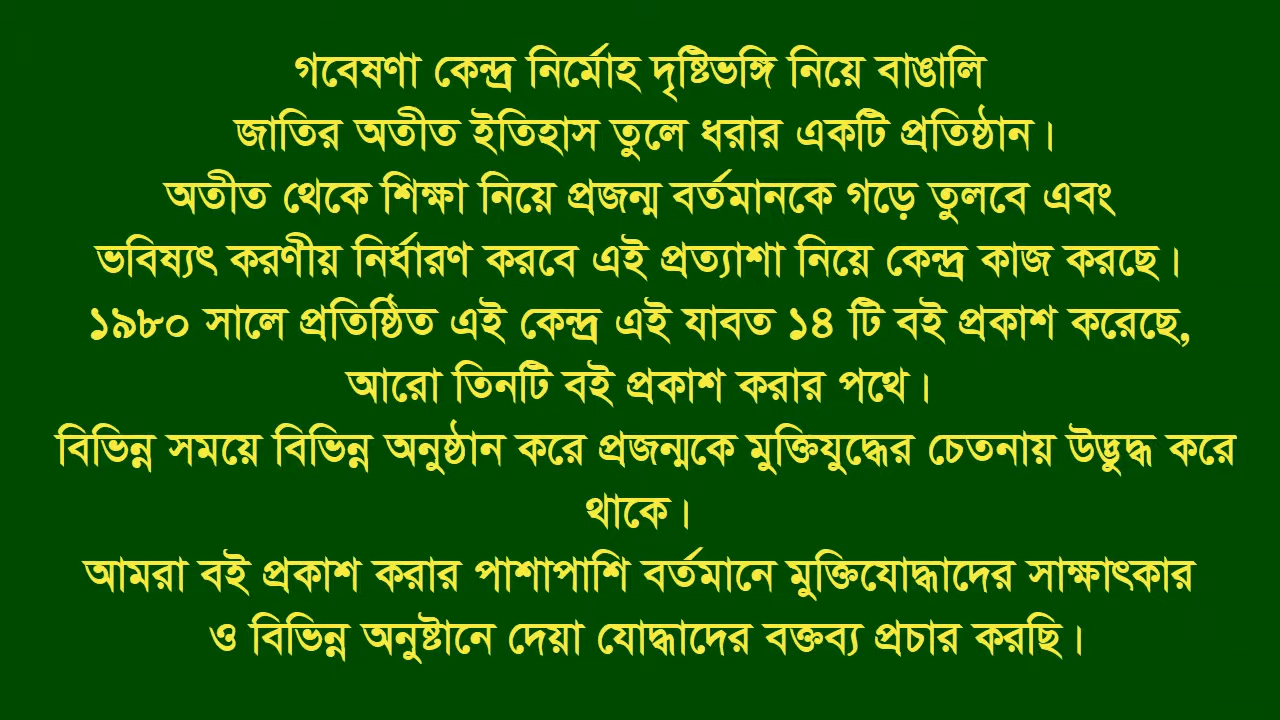 গবেষণা কেন্দ্র নির্মোহ দৃষ্টিভঙ্গি নিয়ে বাঙালি
জাতির অতীত ইতিহাস তুলে ধরার একটি প্রতিষ্ঠান।
অতীত থেকে শিক্ষা নিয়ে প্রজন্ম বর্তমানকে গড়ে তুলবে এবং
ভবিষ্যৎ করণীয় নির্ধারণ করবে এই প্রত্যাশা নিয়ে কেন্দ্র কাজ করছে।
১৯৮০ সালে প্রতিষ্ঠিত এই কেন্দ্র এই যাবত ১৪ টি বই প্রকাশ করেছে,
আরো তিনটি বই প্রকাশ করার পথে।
বিভিন্ন সময়ে বিভিন্ন অনুষ্ঠান করে প্রজন্মকে মুক্তিযুদ্ধের চেতনায় উদ্ভুদ্ধ করে
থাকে।
আমরা বই প্রকাশ করার পাশাপাশি বর্তমানে মুক্তিযোদ্ধাদের সাক্ষাৎকার
ও বিভিন্ন অনুষ্টানে দেয়া যোদ্ধাদের বক্তব্য প্রচার করছি।